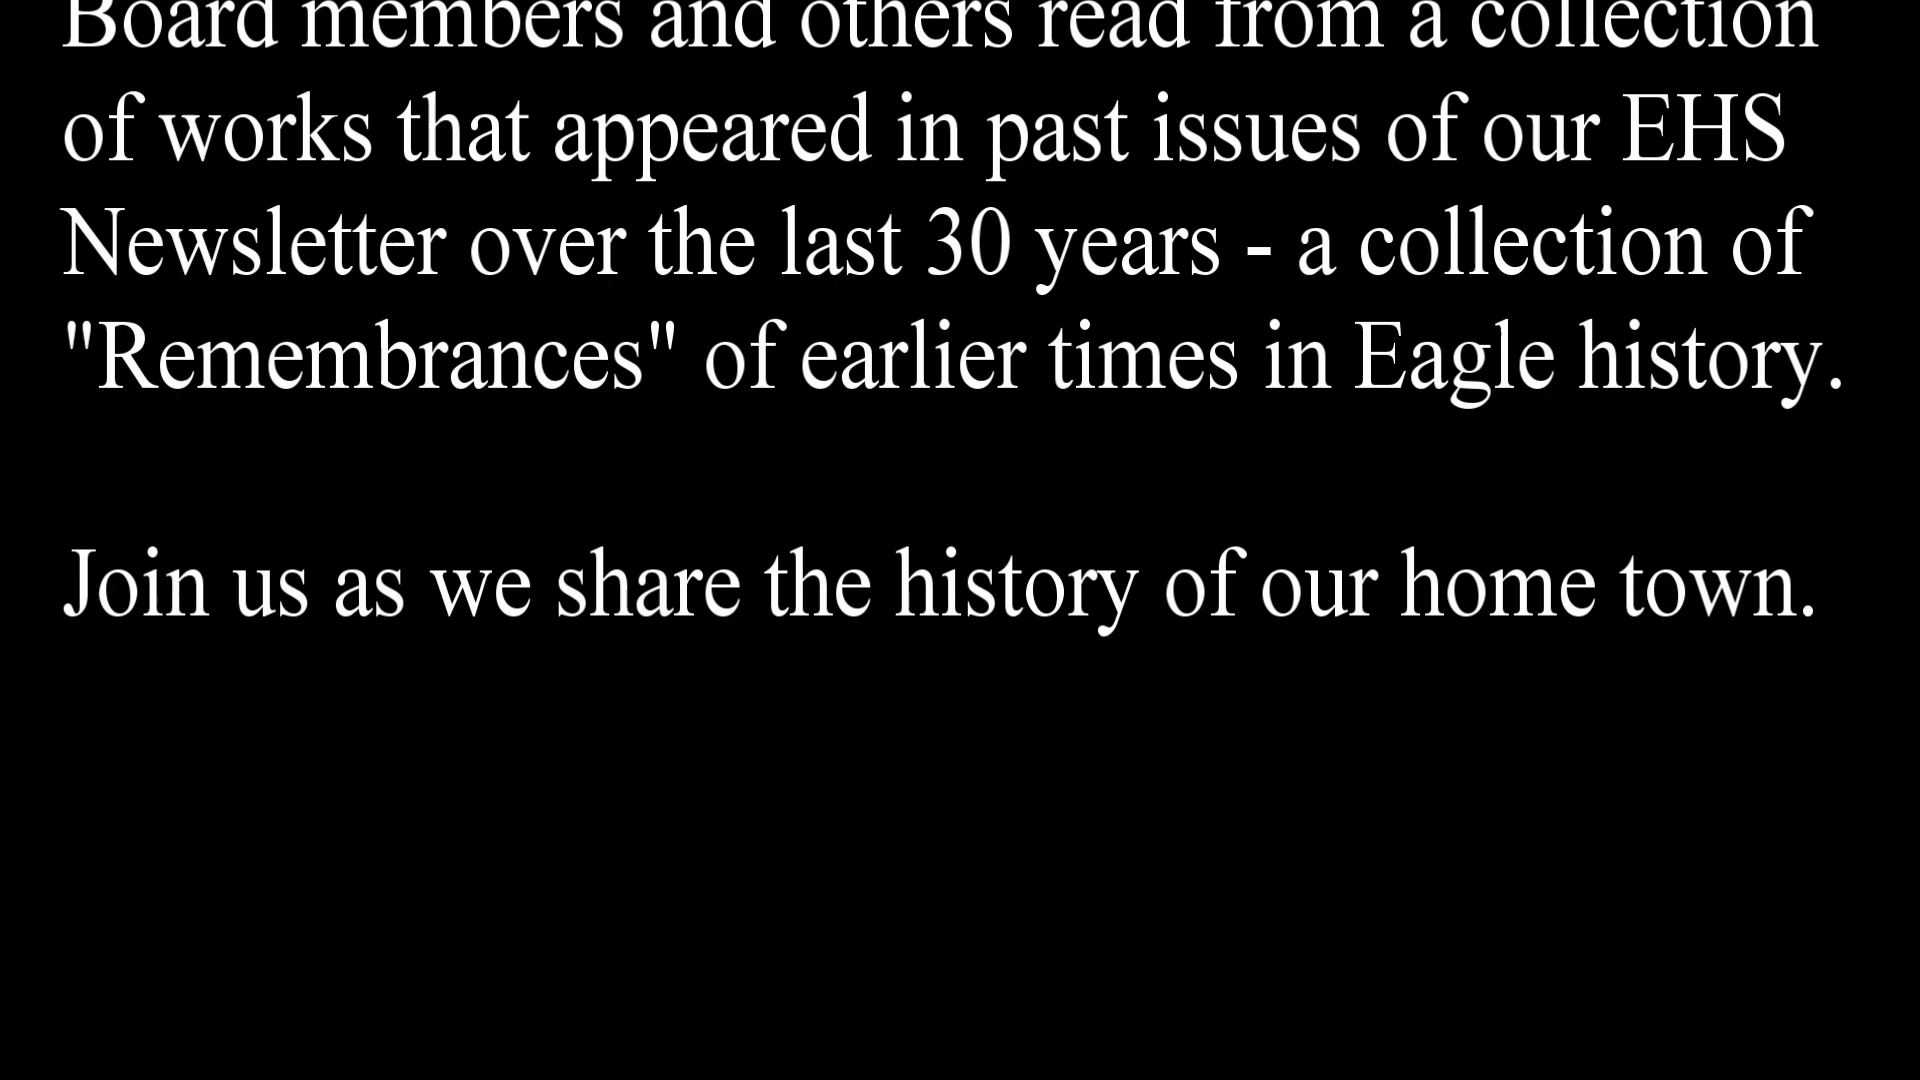 Board members and others read from a collection
of works that appeared in past issues of our EHS
Newsletter over the last 30 years - a collection of
"Remembrances" of earlier times in Eagle history.
Join us as we share the history of our home town.